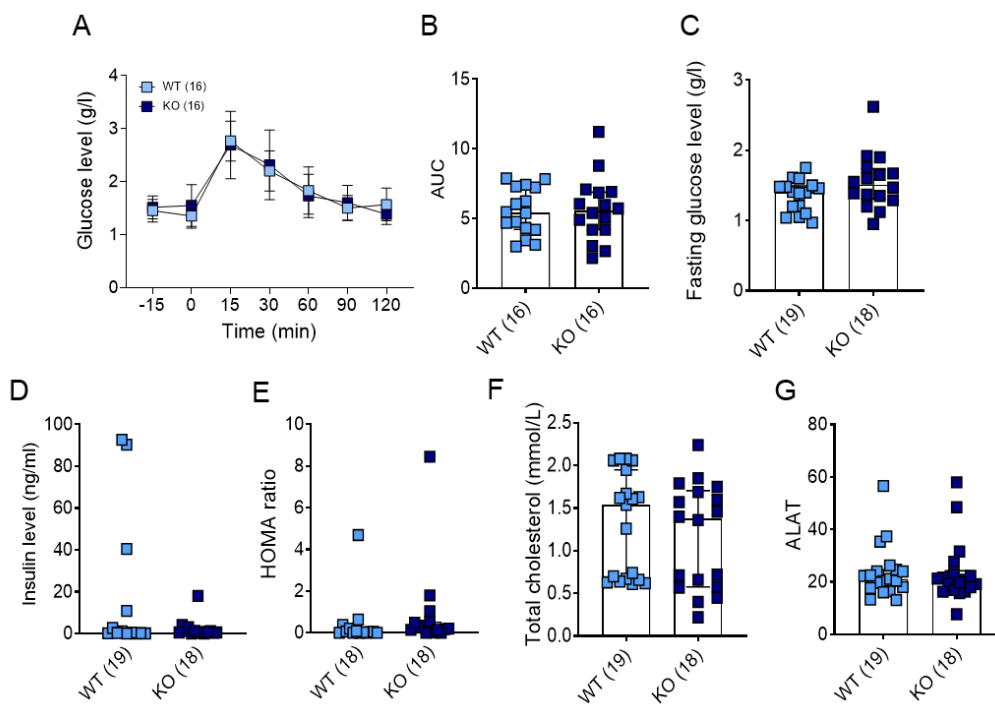 A
Glucose level (g/l)
4
3
2
1
0
WT (16)
KO (16)
-15 0 15 30 60 90 120
Time (min)
B
AUC
15
10
5
0
WT (16) KO (16)
C
Fasting glucose level (g/l)
3
2
1
0
WT (19) KO (18)
D
Insulin level (ng/ml)
100
80
60
40
20
0
WT (19) KO (18)
E
HOMA ratio
10
8
6
4
2
0
WT (18) KO (18)
F
Total cholesterol (mmol/L)
2.5
2.0
1.5
1.0
0.5
0.0
WT (19) KO (18)
G
ALAT
80
60
40
20
0
WT (19) KO (18)